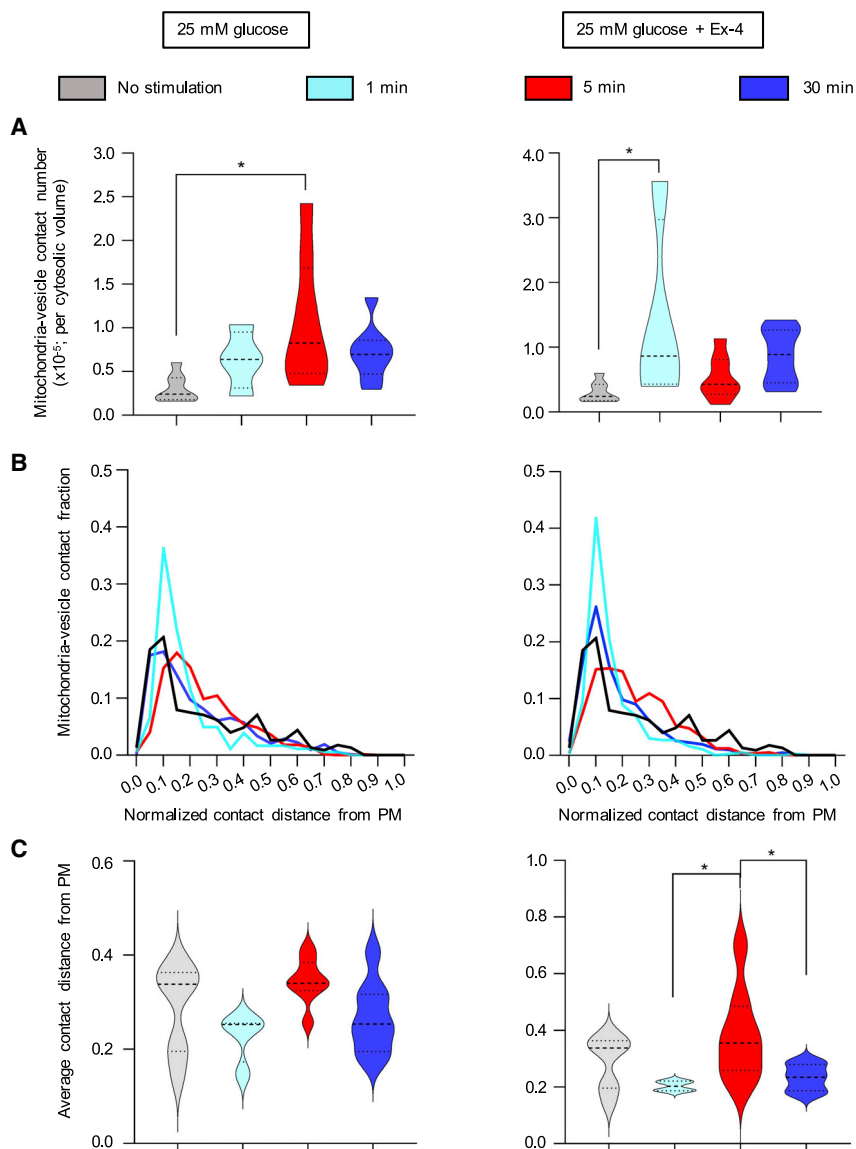 25 mM glucose
25 mM glucose + Ex-4
No stimulation
1 min
5 min
30 min
A
Mitochondria-vesicle contact number
(x10⁻⁵; per cytosolic volume)
3.0
2.5
2.0
1.5
1.0
0.5
0.0
*
4.0
3.0
2.0
1.0
0.0
*
B
Mitochondria-vesicle contact fraction
0.5
0.4
0.3
0.2
0.1
0.0
0.0 0.1 0.2 0.3 0.4 0.5 0.6 0.7 0.8 0.9 1.0
Normalized contact distance from PM
0.5
0.4
0.3
0.2
0.1
0.0
0.0 0.1 0.2 0.3 0.4 0.5 0.6 0.7 0.8 0.9 1.0
Normalized contact distance from PM
C
Average contact distance from PM
0.6
0.4
0.2
0.0
1.0
0.8
0.6
0.4
0.2
0.0
* *